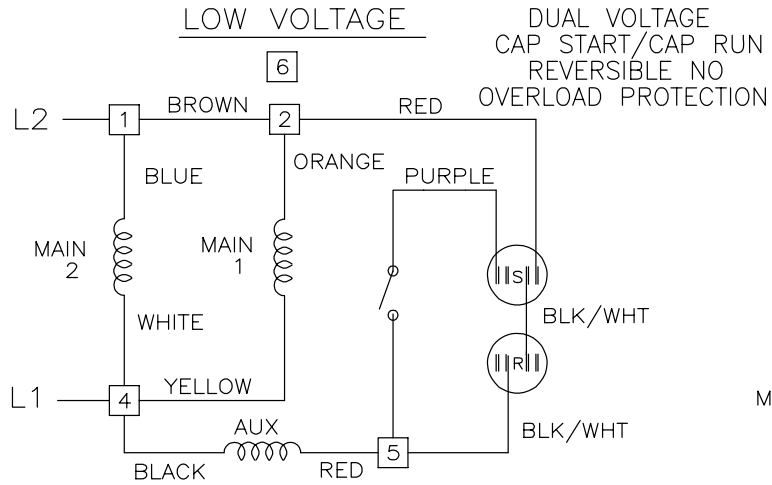 LOW VOLTAGE
DUAL VOLTAGE
CAP START/CAP RUN
REVERSIBLE NO
OVERLOAD PROTECTION
6
L2
1
BROWN
2
RED
ORANGE
BLUE
PURPLE
MAIN
2
MAIN
1
S
BLK/WHT
WHITE
R
L1
4
YELLOW
M
AUX
5
BLK/WHT
BLACK
RED